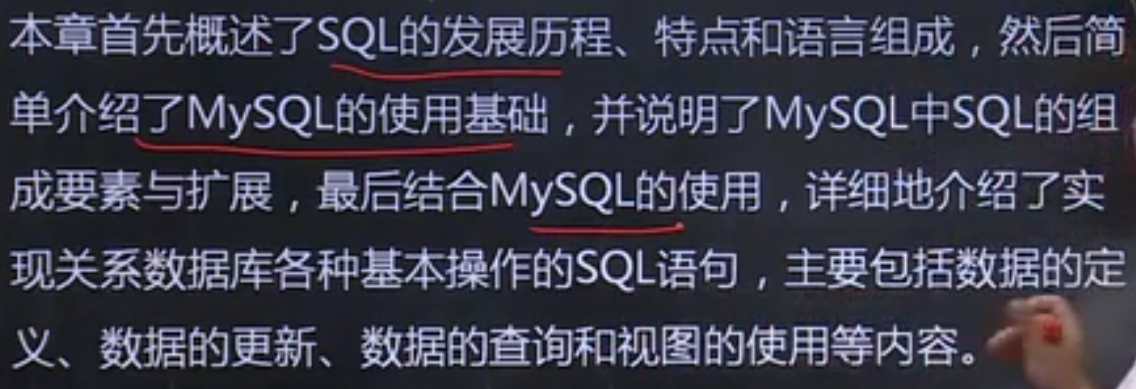 本章首先概述了SQL的发展历程、特点和语言组成，然后简
单介绍了MySQL的使用基础，并说明了MySQL中SQL的组
成要素与扩展，最后结合MySQL的使用，详细地介绍了实
现关系数据库各种基本操作的SQL语句，主要包括数据的定
义、数据的更新、数据的查询和视图的使用等内容。